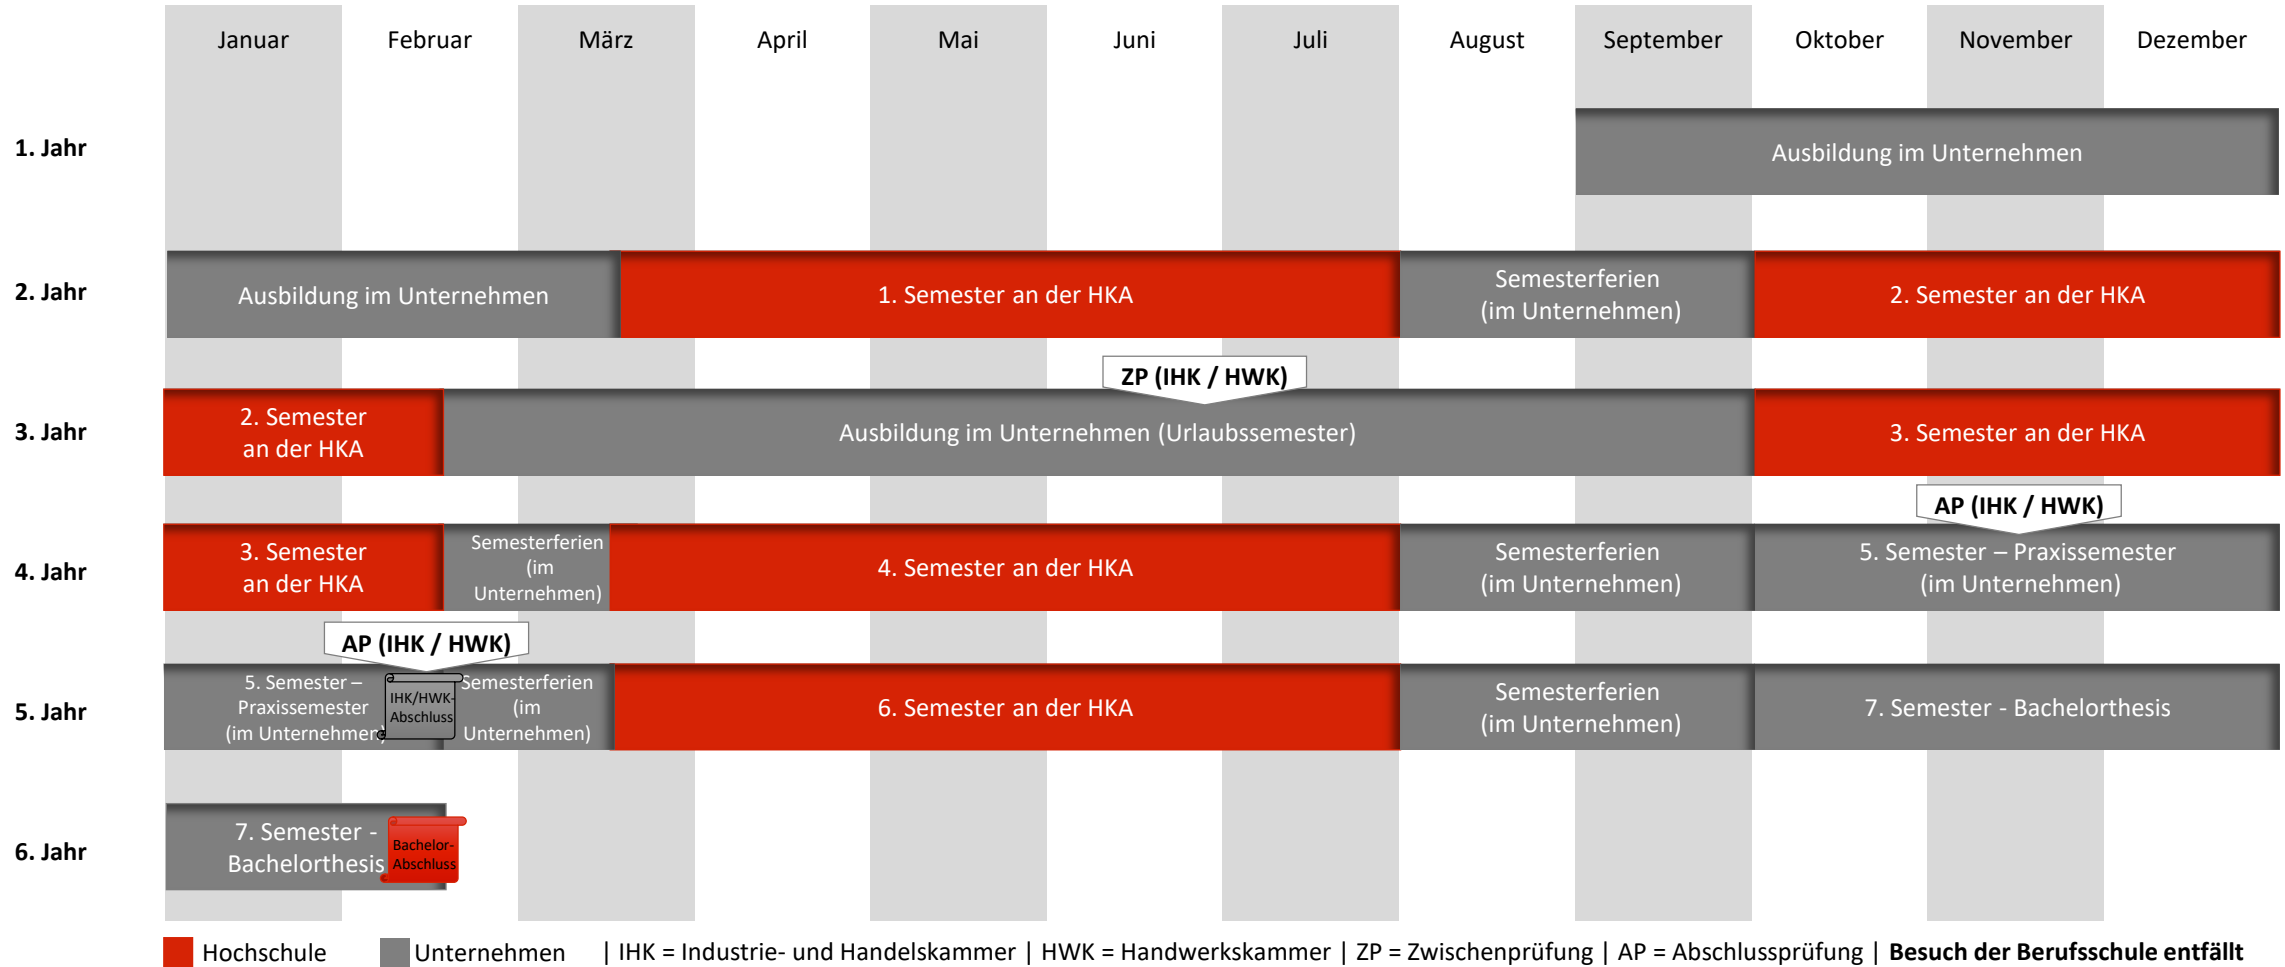 Januar Februar März April Mai Juni Juli August September Oktober November Dezember
1. Jahr
Ausbildung im Unternehmen
2. Jahr
Ausbildung im Unternehmen
1. Semester an der HKA
Semesterferien
(im Unternehmen)
2. Semester an der HKA
ZP (IHK / HWK)
3. Jahr
2. Semester
an der HKA
Ausbildung im Unternehmen (Urlaubssemester)
3. Semester an der HKA
AP (IHK / HWK)
4. Jahr
3. Semester
an der HKA
Semesterferien
(im
Unternehmen)
4. Semester an der HKA
Semesterferien
(im Unternehmen)
5. Semester – Praxissemester
(im Unternehmen)
AP (IHK / HWK)
5. Jahr
5. Semester –
Praxissemester
(im Unternehmen)
IHK/HWK-
Abschluss
Semesterferien
(im
Unternehmen)
6. Semester an der HKA
Semesterferien
(im Unternehmen)
7. Semester - Bachelorthesis
6. Jahr
7. Semester -
Bachelorthesis
Bachelor-
Abschluss
Hochschule Unternehmen | IHK = Industrie- und Handelskammer | HWK = Handwerkskammer | ZP = Zwischenprüfung | AP = Abschlussprüfung | Besuch der Berufsschule entfällt